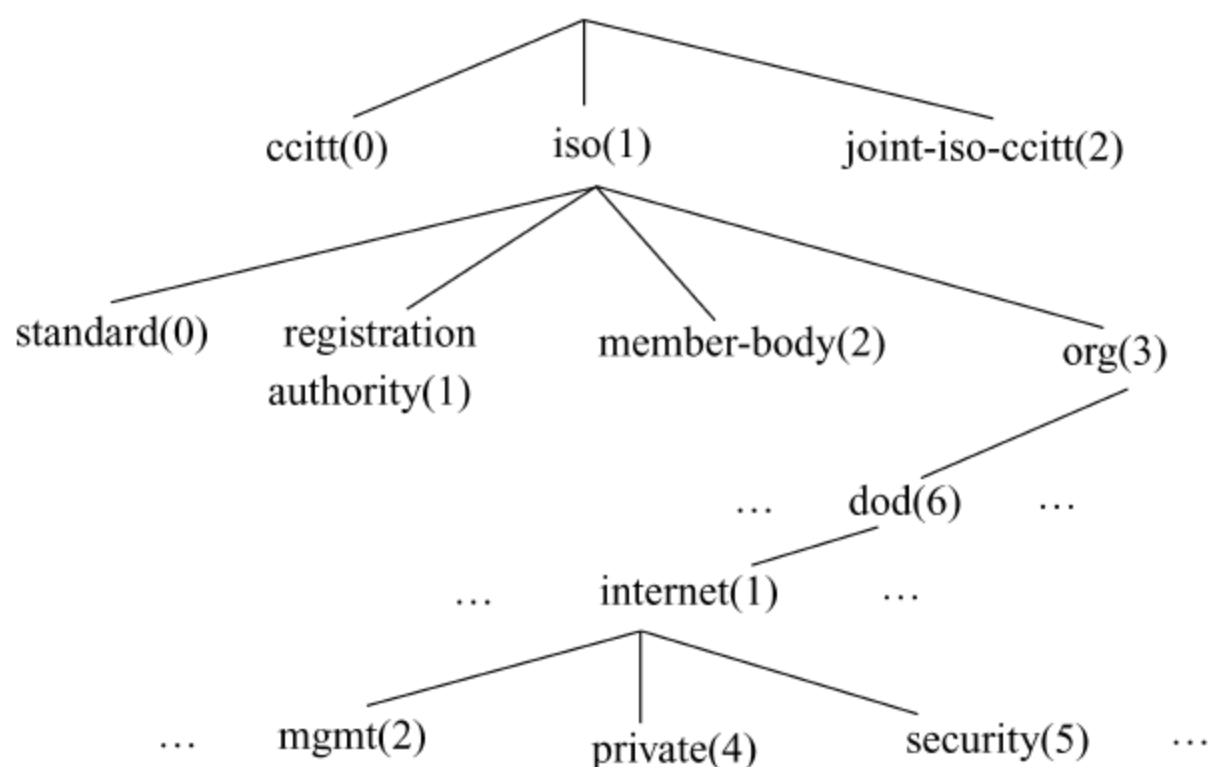 ccitt(0) iso(1) joint-iso-ccitt(2)
standard(0) registration member-body(2) org(3)
authority(1)
… dod(6) …
… internet(1) …
… mgmt(2) private(4) security(5) …